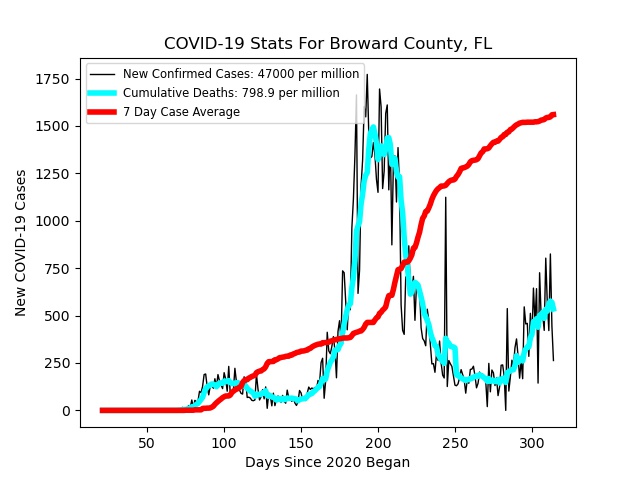 COVID-19 Stats For Broward County, FL
New Confirmed Cases: 47000 per million
Cumulative Deaths: 798.9 per million
7 Day Case Average
1750
1500
1250
1000
750
500
250
0
New COVID-19 Cases
50 100 150 200 250 300
Days Since 2020 Began